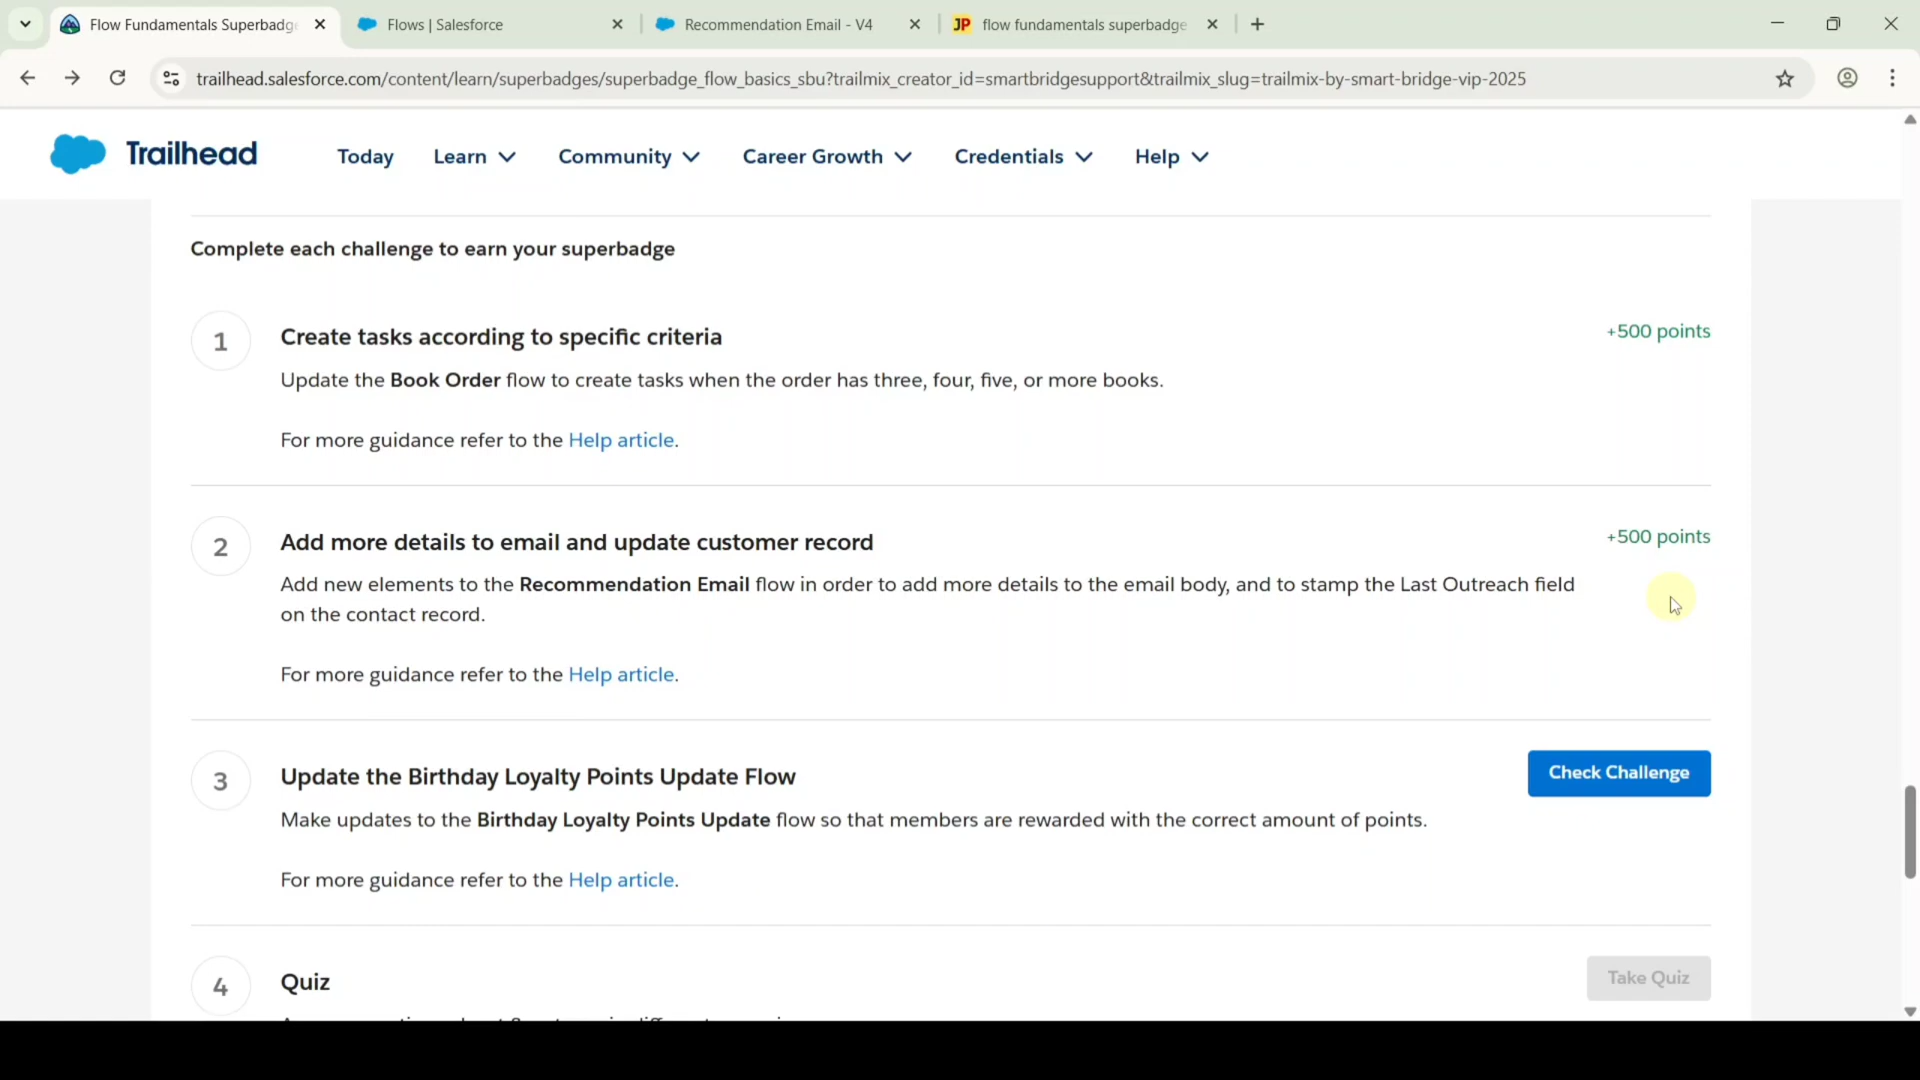 Flow Fundamentals Superbadg
Flows | Salesforce
Recommendation Email - V4
JP flow fundamentals superbadge
trailhead.salesforce.com/content/learn/superbadges/superbadge_flow_basics_sbu?trailmix_creator_id=smartbridgesupport&trailmix_slug=trailmix-by-smart-bridge-vip-2025
Trailhead
Today
Learn
Community
Career Growth
Credentials
Help
Complete each challenge to earn your superbadge
1
Create tasks according to specific criteria
+500 points
Update the Book Order flow to create tasks when the order has three, four, five, or more books.
For more guidance refer to the Help article.
2
Add more details to email and update customer record
+500 points
Add new elements to the Recommendation Email flow in order to add more details to the email body, and to stamp the Last Outreach field
on the contact record.
For more guidance refer to the Help article.
3
Update the Birthday Loyalty Points Update Flow
Check Challenge
Make updates to the Birthday Loyalty Points Update flow so that members are rewarded with the correct amount of points.
For more guidance refer to the Help article.
4
Quiz
Take Quiz